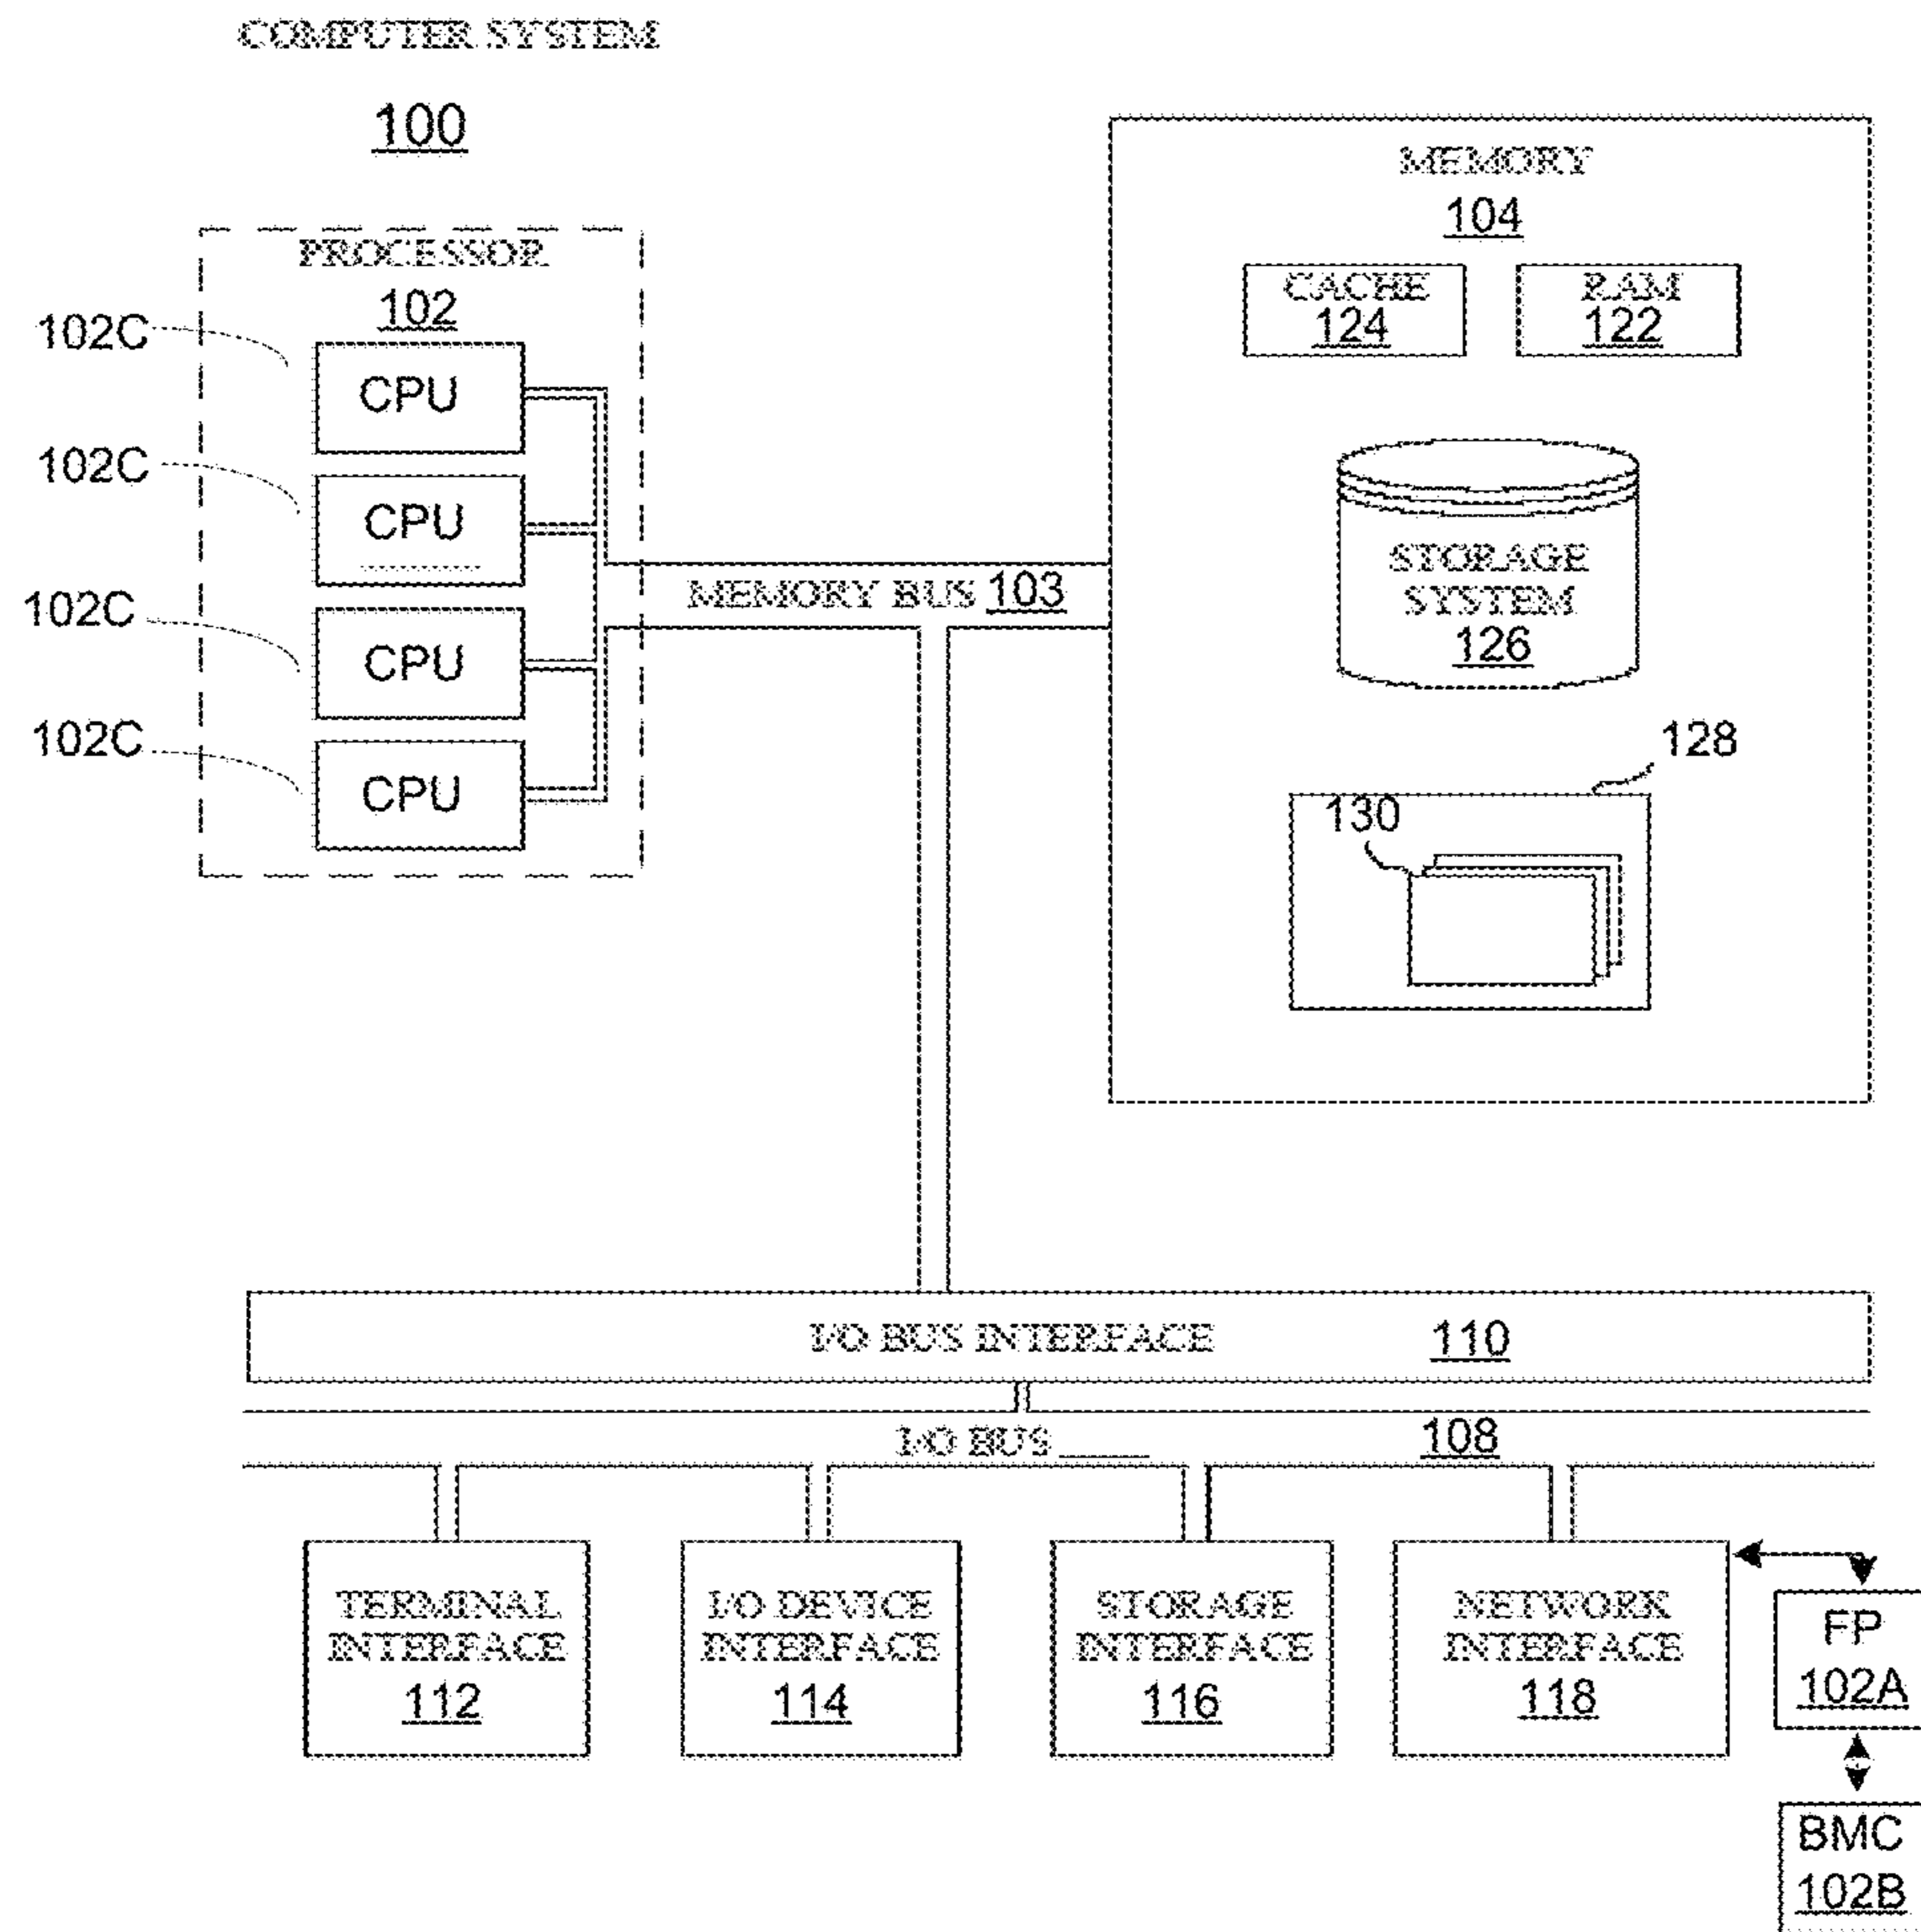 COMPUTER SYSTEM
100
PROCESSOR
102
102C
CPU
102C
CPU
102C
CPU
102C
CPU
MEMORY BUS 103
MEMORY
104
CACHE
124
RAM
122
STORAGE
SYSTEM
126
128
130
I/O BUS INTERFACE 110
I/O BUS 108
TERMINAL
INTERFACE
112
I/O DEVICE
INTERFACE
114
STORAGE
INTERFACE
116
NETWORK
INTERFACE
118
FP
102A
BMC
102B